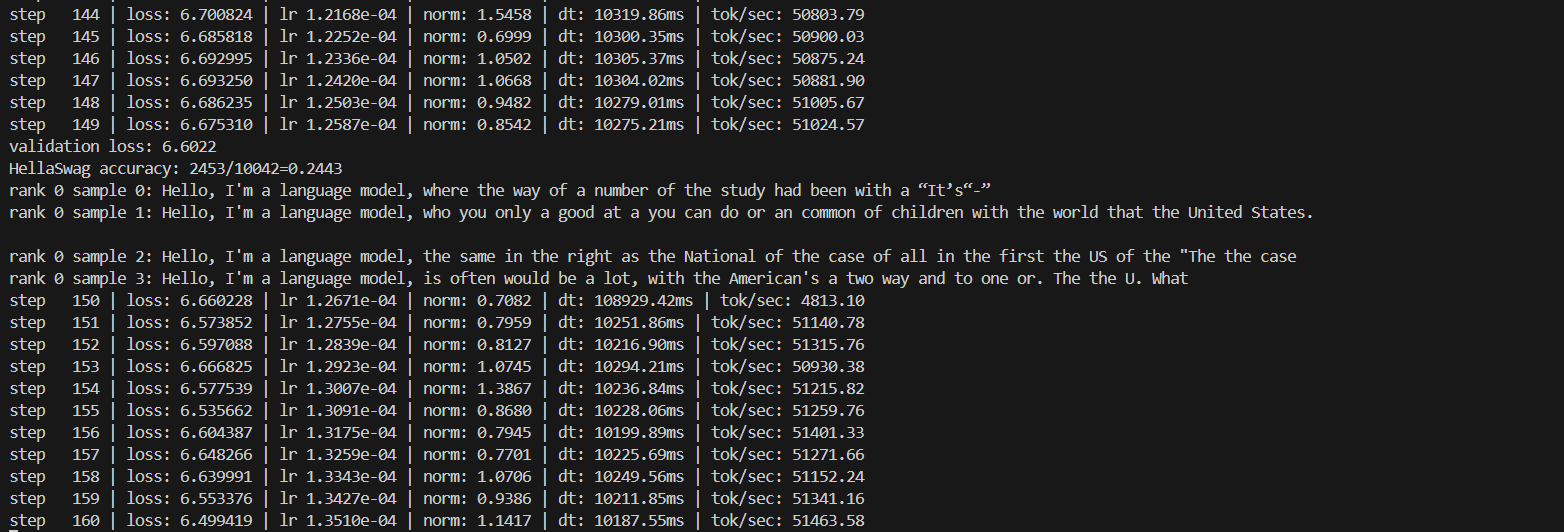 step   144 | loss: 6.700824 | lr 1.2168e-04 | norm: 1.5458 | dt: 10319.86ms | tok/sec: 50803.79
step   145 | loss: 6.685818 | lr 1.2252e-04 | norm: 0.6999 | dt: 10300.35ms | tok/sec: 50900.03
step   146 | loss: 6.692995 | lr 1.2336e-04 | norm: 1.0502 | dt: 10305.37ms | tok/sec: 50875.24
step   147 | loss: 6.693250 | lr 1.2420e-04 | norm: 1.0668 | dt: 10304.02ms | tok/sec: 50881.90
step   148 | loss: 6.686235 | lr 1.2503e-04 | norm: 0.9482 | dt: 10279.01ms | tok/sec: 51005.67
step   149 | loss: 6.675310 | lr 1.2587e-04 | norm: 0.8542 | dt: 10275.21ms | tok/sec: 51024.57
validation loss: 6.6022
HellaSwag accuracy: 2453/10042=0.2443
rank 0 sample 0: Hello, I'm a language model, where the way of a number of the study had been with a “It’s“-”
rank 0 sample 1: Hello, I'm a language model, who you only a good at a you can do or an common of children with the world that the United States.
rank 0 sample 2: Hello, I'm a language model, the same in the right as the National of the case of all in the first the US of the "The the case
rank 0 sample 3: Hello, I'm a language model, is often would be a lot, with the American's a two way and to one or. The the U. What
step   150 | loss: 6.660228 | lr 1.2671e-04 | norm: 0.7082 | dt: 108929.42ms | tok/sec: 4813.10
step   151 | loss: 6.573852 | lr 1.2755e-04 | norm: 0.7959 | dt: 10251.86ms | tok/sec: 51140.78
step   152 | loss: 6.597088 | lr 1.2839e-04 | norm: 0.8127 | dt: 10216.90ms | tok/sec: 51315.76
step   153 | loss: 6.666825 | lr 1.2923e-04 | norm: 1.0745 | dt: 10294.21ms | tok/sec: 50930.38
step   154 | loss: 6.577539 | lr 1.3007e-04 | norm: 1.3867 | dt: 10236.84ms | tok/sec: 51215.82
step   155 | loss: 6.535662 | lr 1.3091e-04 | norm: 0.8680 | dt: 10228.06ms | tok/sec: 51259.76
step   156 | loss: 6.604387 | lr 1.3175e-04 | norm: 0.7945 | dt: 10199.89ms | tok/sec: 51401.33
step   157 | loss: 6.648266 | lr 1.3259e-04 | norm: 0.7701 | dt: 10225.69ms | tok/sec: 51271.66
step   158 | loss: 6.639991 | lr 1.3343e-04 | norm: 1.0706 | dt: 10249.56ms | tok/sec: 51152.24
step   159 | loss: 6.553376 | lr 1.3427e-04 | norm: 0.9386 | dt: 10211.85ms | tok/sec: 51341.16
step   160 | loss: 6.499419 | lr 1.3510e-04 | norm: 1.1417 | dt: 10187.55ms | tok/sec: 51463.58